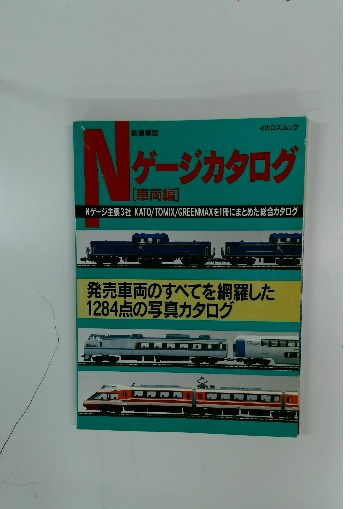 鉄道模型
イカロスムック
Nゲージカタログ
[車両編]
Nゲージ主要3社 KATO/TOMIX/GREENMAXを1冊にまとめた総合カタログ
発売車両のすべてを網羅した
1284点の写真カタログ